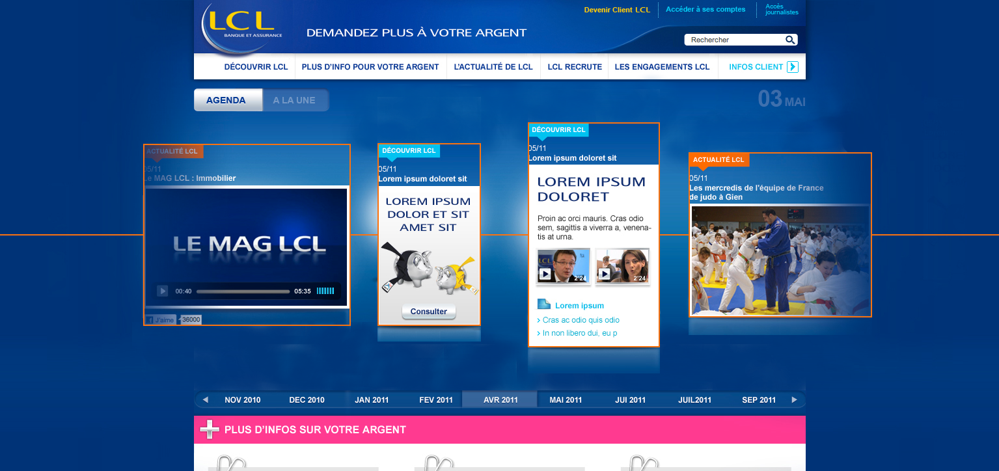 LCL
BANQUE ET ASSURANCE
DEMANDEZ PLUS À VOTRE ARGENT
Devenir Client LCL
Accéder à ses comptes
Accès
journalistes
Rechercher
DÉCOUVRIR LCL
PLUS D'INFO POUR VOTRE ARGENT
L'ACTUALITÉ DE LCL
LCL RECRUTE
LES ENGAGEMENTS LCL
INFOS CLIENT
AGENDA
A LA UNE
03 MAI
ACTUALITÉ LCL
05/11
Le MAG LCL : Immobilier
LE MAG LCL
00:40
05:35
J'aime
36000
DÉCOUVRIR LCL
05/11
Lorem ipsum doloret sit
LOREM IPSUM
DOLOR ET SIT
AMET SIT
Consulter
DÉCOUVRIR LCL
05/11
Lorem ipsum doloret sit
LOREM IPSUM
DOLORET
Proin ac orci mauris. Cras odio
sem, sagittis a viverra a, venena-
tis at urna.
LCL
2'24
2'24
Lorem ipsum
Cras ac odio quis odio
In non libero dui, eu p
ACTUALITÉ LCL
05/11
Les mercredis de l'équipe de France
de judo à Gien
NOV 2010
DEC 2010
JAN 2011
FEV 2011
AVR 2011
MAI 2011
JUI 2011
JUIL2011
SEP 2011
PLUS D'INFOS SUR VOTRE ARGENT